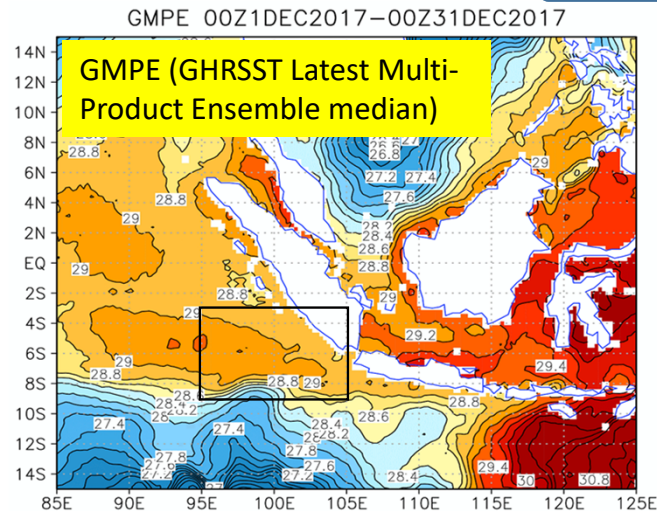 GMPE 00Z1DEC2017−00Z31DEC2017
GMPE (GHRSST Latest Multi-
Product Ensemble median)
14N
12N
10N
8N
6N
4N
2N
EQ
2S
4S
6S
8S
10S
12S
14S
28.8
26.8
27.2 27.4
27.6
29
28.8
29
28.2
28.4
28.6
28.8
29
28.8
29
29
29.2
28.8
28.8 29
29.4
28.8
28.6
27.4
27.4
28.4
28.2
27.8
27.8
27.6
27.6
27.2
27.2
28.4
29.4
30
30.8
85E 90E 95E 100E 105E 110E 115E 120E 125E